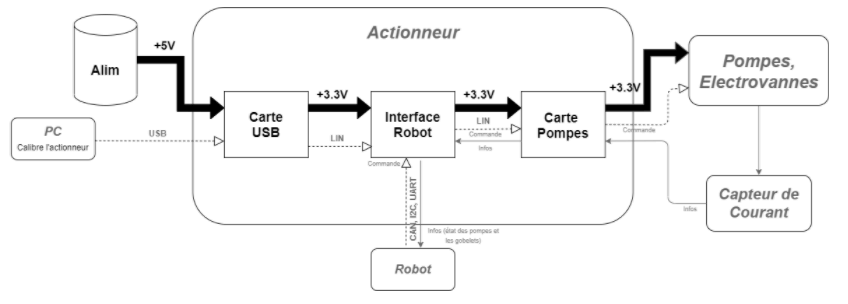 Actionneur
+5V
Alim
+3.3V
+3.3V
+3.3V
Pompes,
Electrovannes
Carte
USB
Interface
Robot
Carte
Pompes
PC
Calibre l'actionneur
USB
LIN
LIN
Commande
Commande
Infos
Commande
CAN, I2C, UART
Infos (état des pompes et
les gobelets)
Infos
Capteur de
Courant
Robot